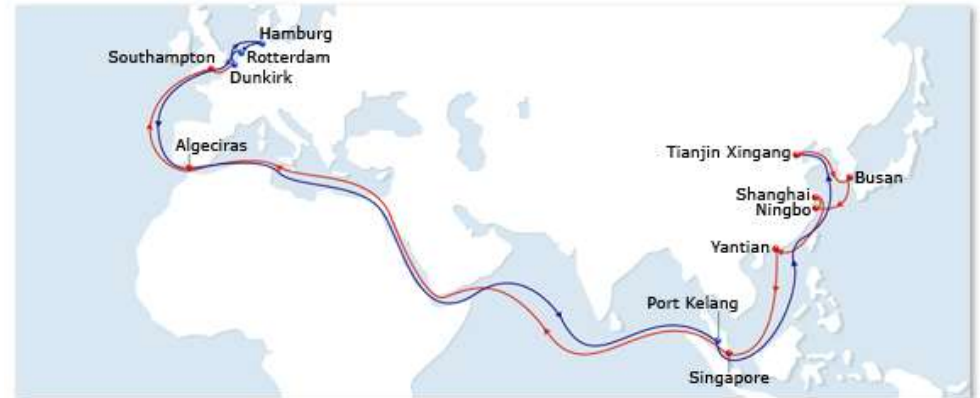 Hamburg
Southampton
Rotterdam
Dunkirk
Algeciras
Tianjin Xingang
Busan
Shanghai
Ningbo
Yantian
Port Kelang
Singapore